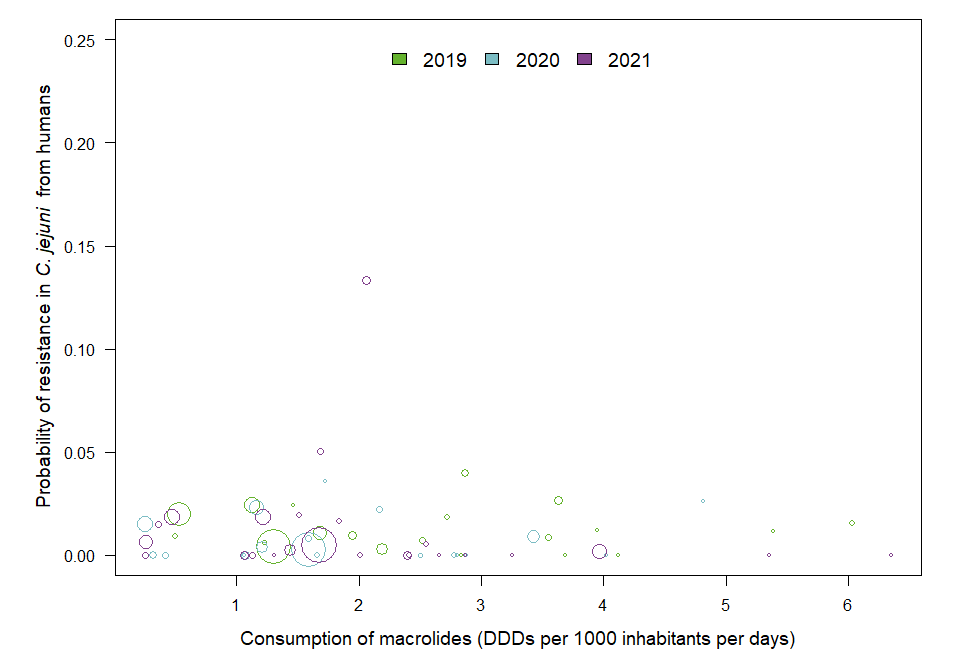 0.25
2019 2020 2021
0.20
0.15
0.10
0.05
0.00
Probability of resistance in C. jejuni from humans
1 2 3 4 5 6
Consumption of macrolides (DDDs per 1000 inhabitants per days)